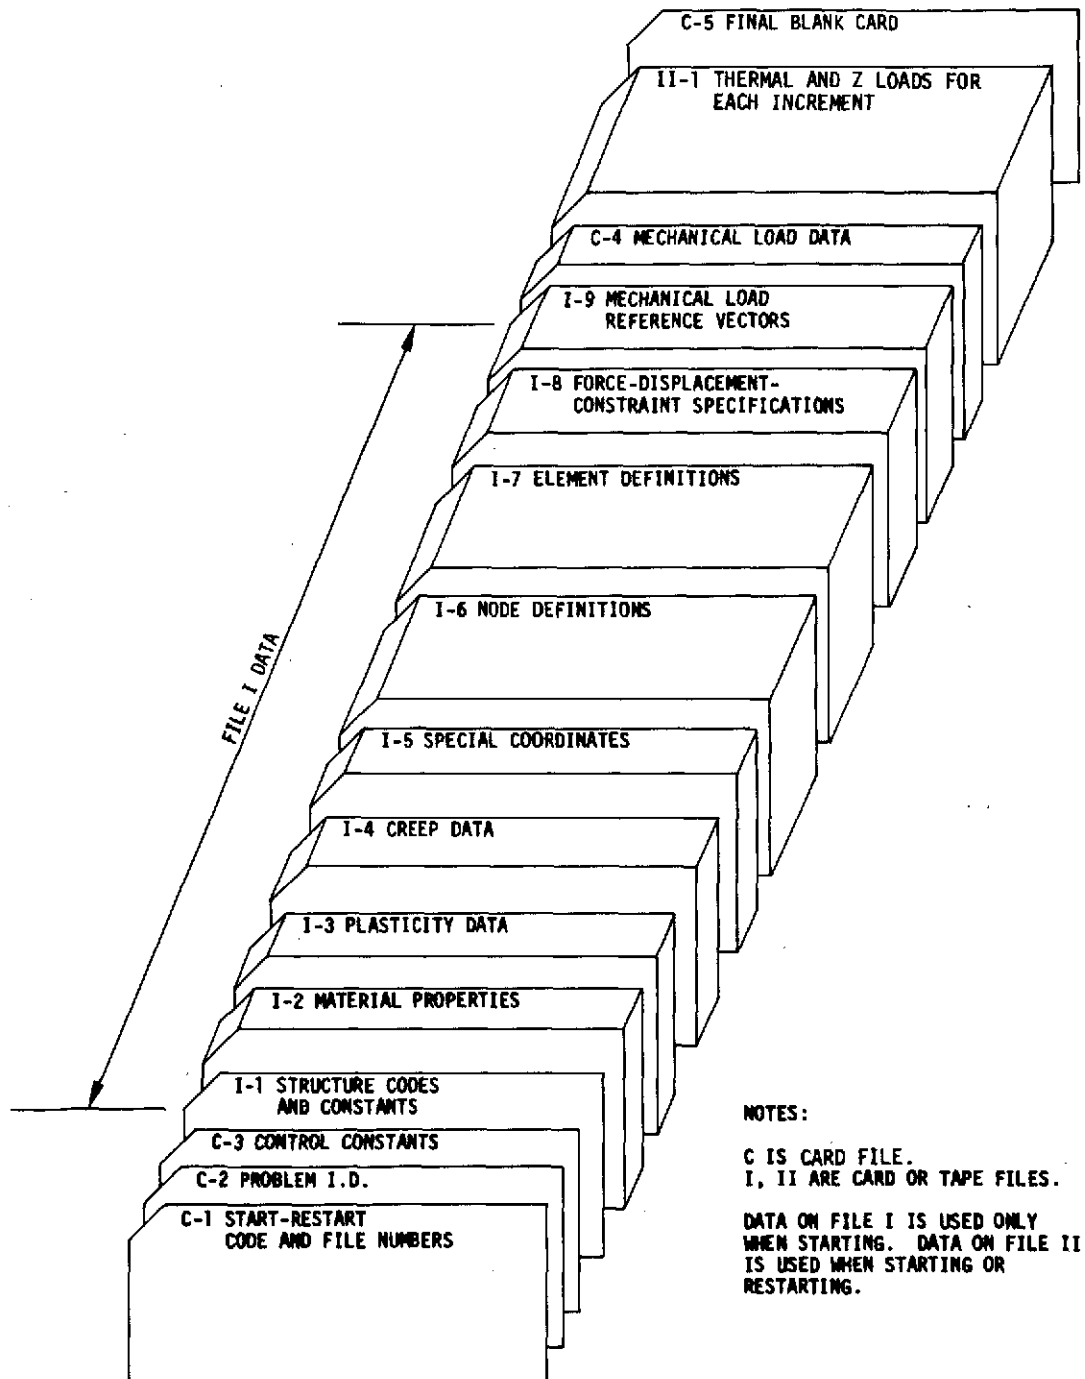 C-5 FINAL BLANK CARD
II-1 THERMAL AND Z LOADS FOR
EACH INCREMENT
C-4 MECHANICAL LOAD DATA
I-9 MECHANICAL LOAD
REFERENCE VECTORS
I-8 FORCE-DISPLACEMENT-
CONSTRAINT SPECIFICATIONS
I-7 ELEMENT DEFINITIONS
I-6 NODE DEFINITIONS
FILE I DATA
I-5 SPECIAL COORDINATES
I-4 CREEP DATA
I-3 PLASTICITY DATA
I-2 MATERIAL PROPERTIES
I-1 STRUCTURE CODES
AND CONSTANTS
C-3 CONTROL CONSTANTS
C-2 PROBLEM I.D.
C-1 START-RESTART
CODE AND FILE NUMBERS
NOTES:
C IS CARD FILE.
I, II ARE CARD OR TAPE FILES.
DATA ON FILE I IS USED ONLY
WHEN STARTING. DATA ON FILE II
IS USED WHEN STARTING OR
RESTARTING.